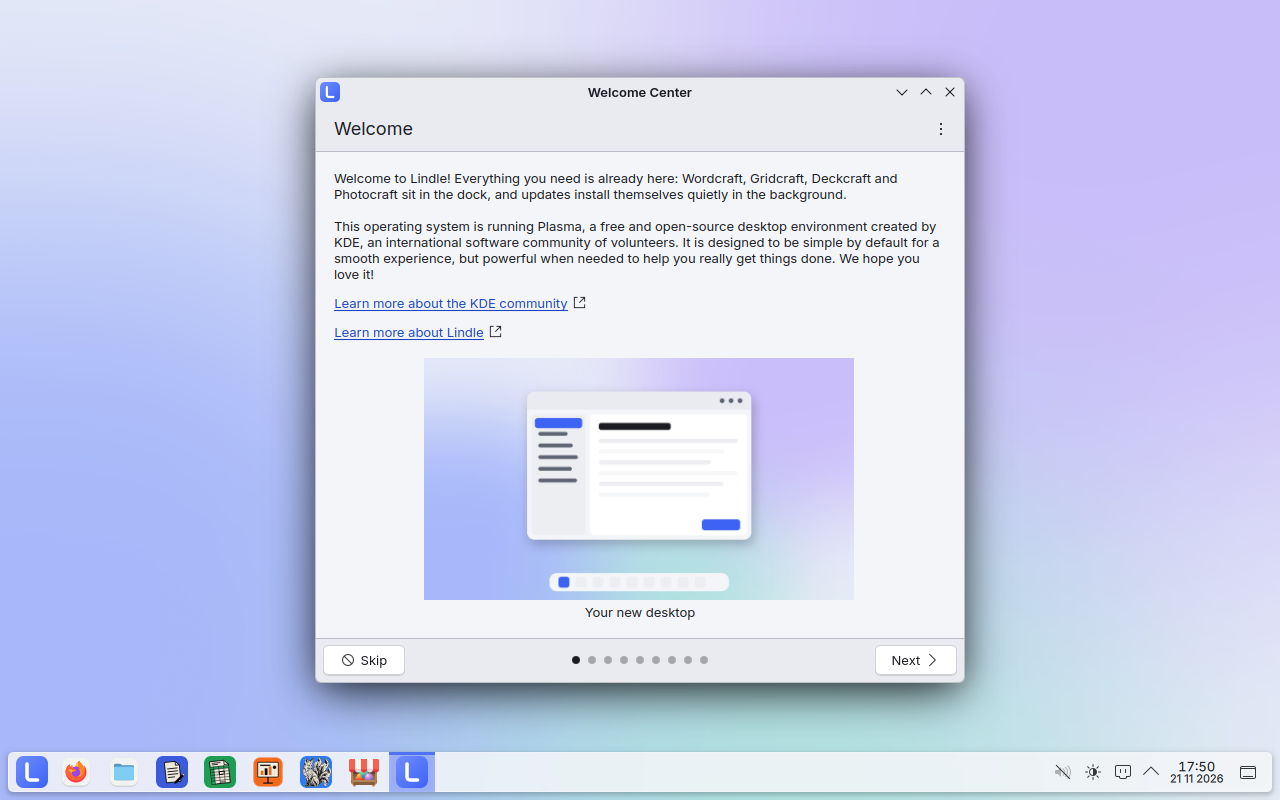 Welcome Center
Welcome
Welcome to Lindle! Everything you need is already here: Wordcraft, Gridcraft, Deckcraft and
Photocraft sit in the dock, and updates install themselves quietly in the background.
This operating system is running Plasma, a free and open-source desktop environment created by
KDE, an international software community of volunteers. It is designed to be simple by default for a
smooth experience, but powerful when needed to help you really get things done. We hope you
love it!
Learn more about the KDE community
Learn more about Lindle
Your new desktop
Skip
Next
17:50
21 11 2026